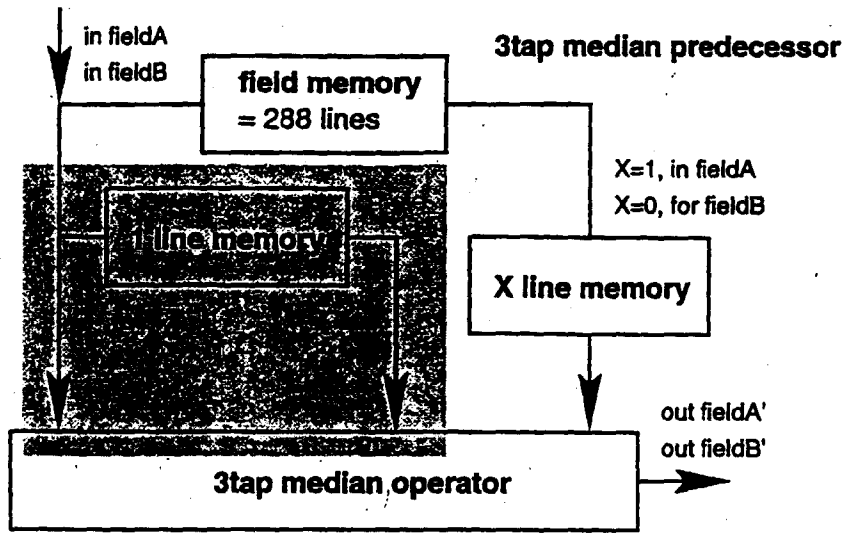 in fieldA
in fieldB
3tap median predecessor
field memory
= 288 lines
X=1, in fieldA
X=0, for fieldB
1 line memory
X line memory
out fieldA'
out fieldB'
3tap median operator